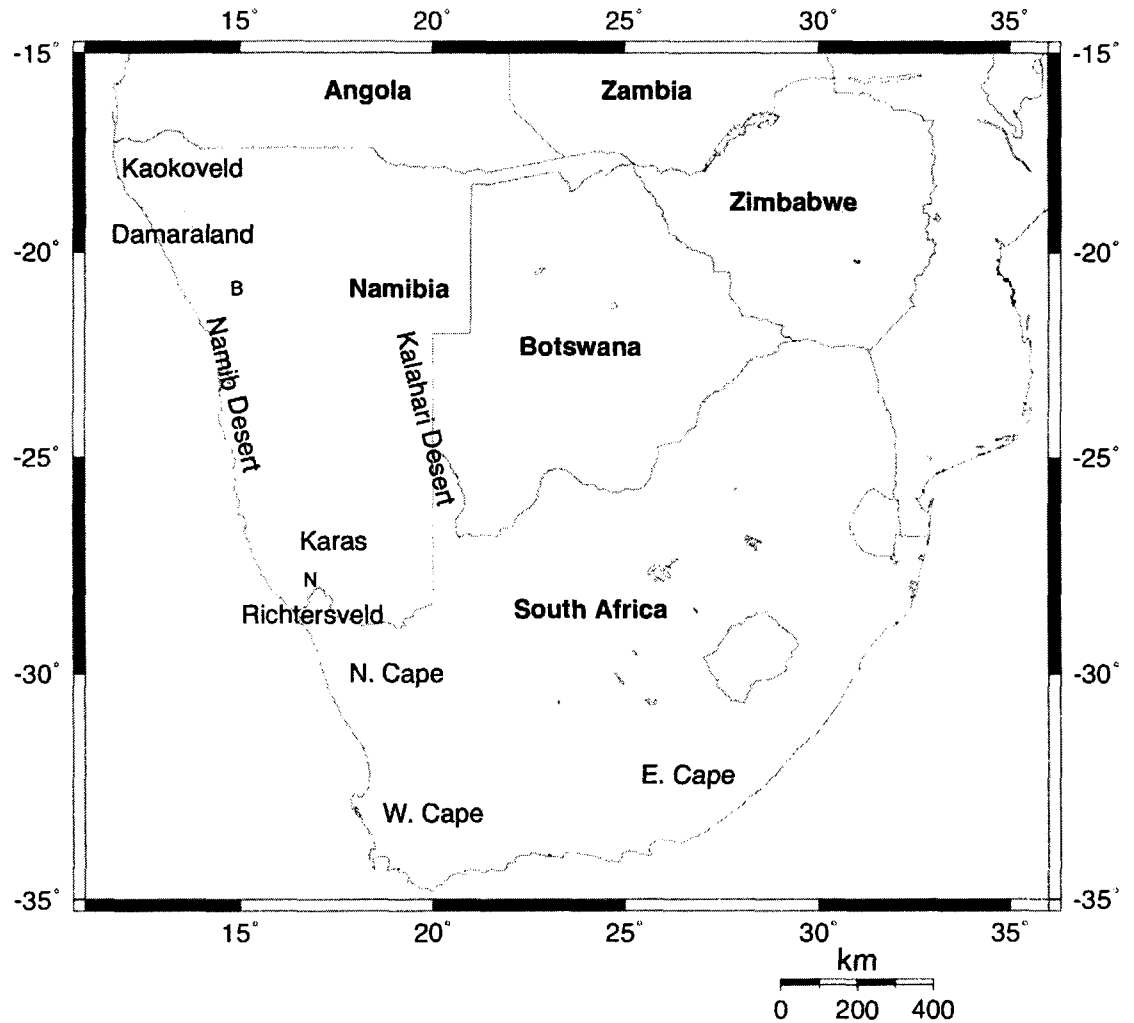 15° 20° 25° 30° 35°
-15° -15°
Angola Zambia
Kaokoveld
Zimbabwe
Damaraland
-20° -20°
B Namibia
Botswana
Namib Desert
Kalahari Desert
-25° -25°
Karas
N
Richtersveld South Africa
-30° N. Cape -30°
E. Cape
W. Cape
-35° -35°
15° 20° 25° 30° 35°
km
0 200 400